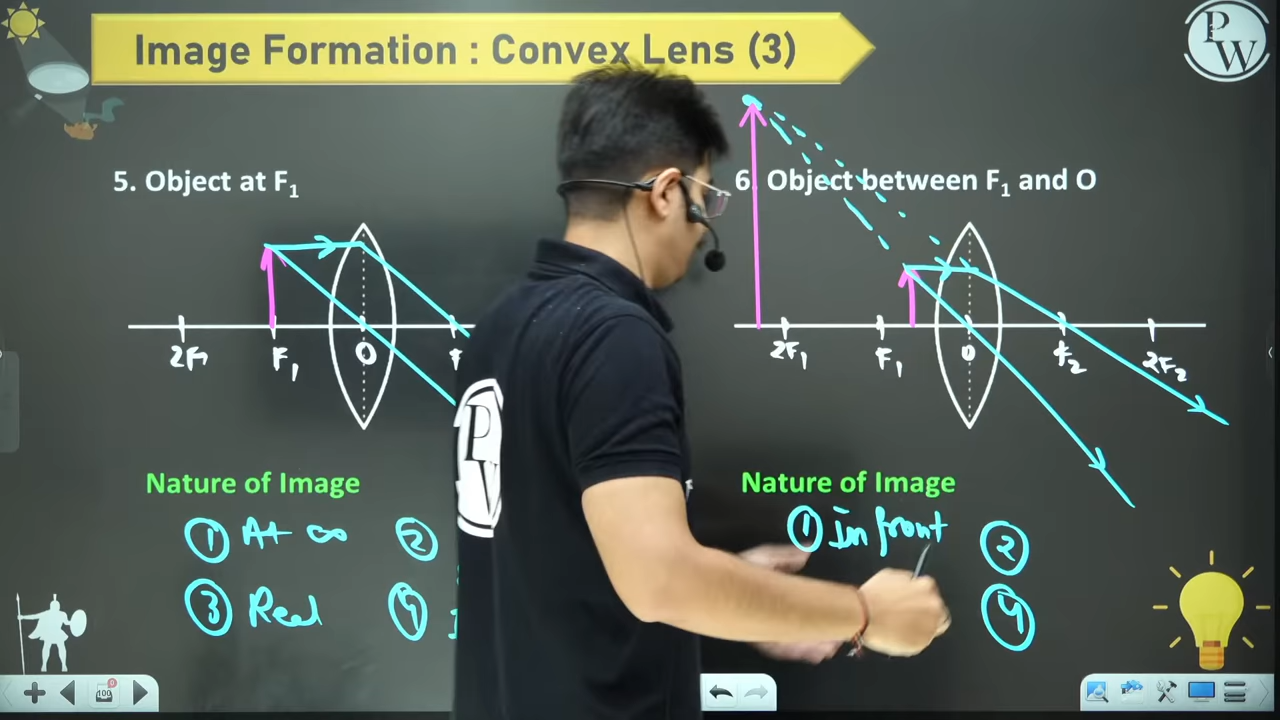 Image Formation : Convex Lens (3)
PW
5. Object at F1
6. Object between F1 and O
2F1 F1 O
2F1 F1 O F2 2F2
Nature of Image
① At ∞ ②
③ Real ④
Nature of Image
① in front ②
④